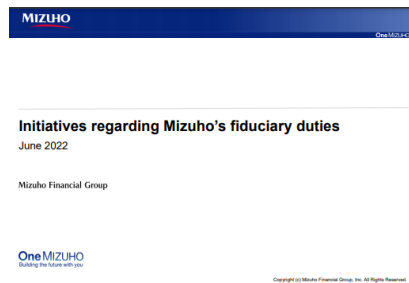 MIZUHO
One MIZUHO
Initiatives regarding Mizuho's fiduciary duties
June 2022
Mizuho Financial Group
One MIZUHO
Building the future with you
Copyright (c) Mizuho Financial Group, Inc. All Rights Reserved.